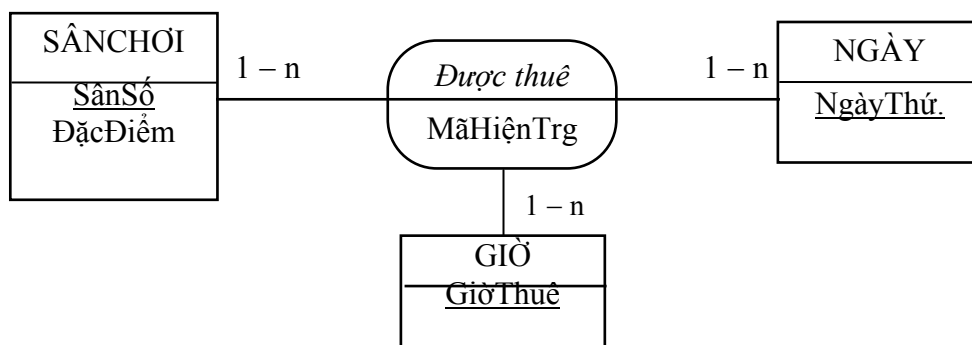 SÂNCHƠI
SânSố
ĐặcĐiểm
1 – n
Được thuê
MãHiệnTrg
1 – n
NGÀY
NgàyThứ.
1 – n
GIỜ
GiờThuê